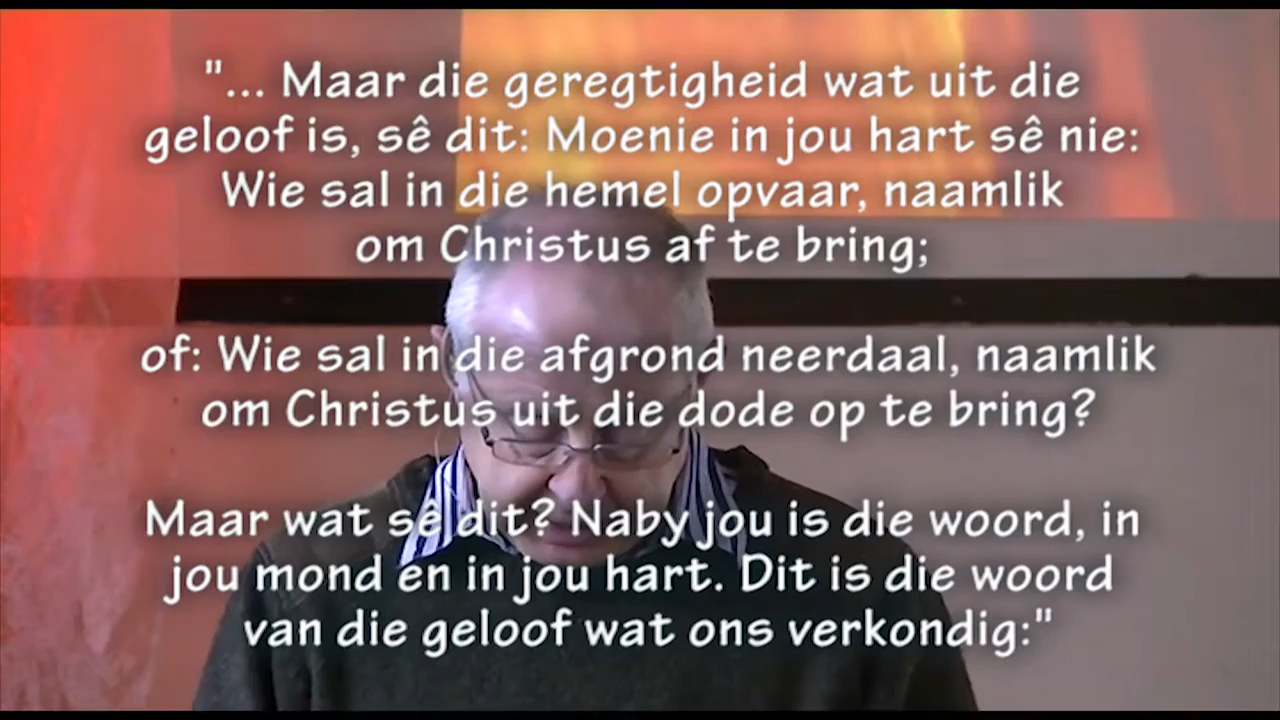 "... Maar die geregtigheid wat uit die
geloof is, sê dit: Moenie in jou hart sê nie:
Wie sal in die hemel opvaar, naamlik
om Christus af te bring;
of: Wie sal in die afgrond neerdaal, naamlik
om Christus uit die dode op te bring?
Maar wat sê dit? Naby jou is die woord, in
jou mond en in jou hart. Dit is die woord
van die geloof wat ons verkondig:"